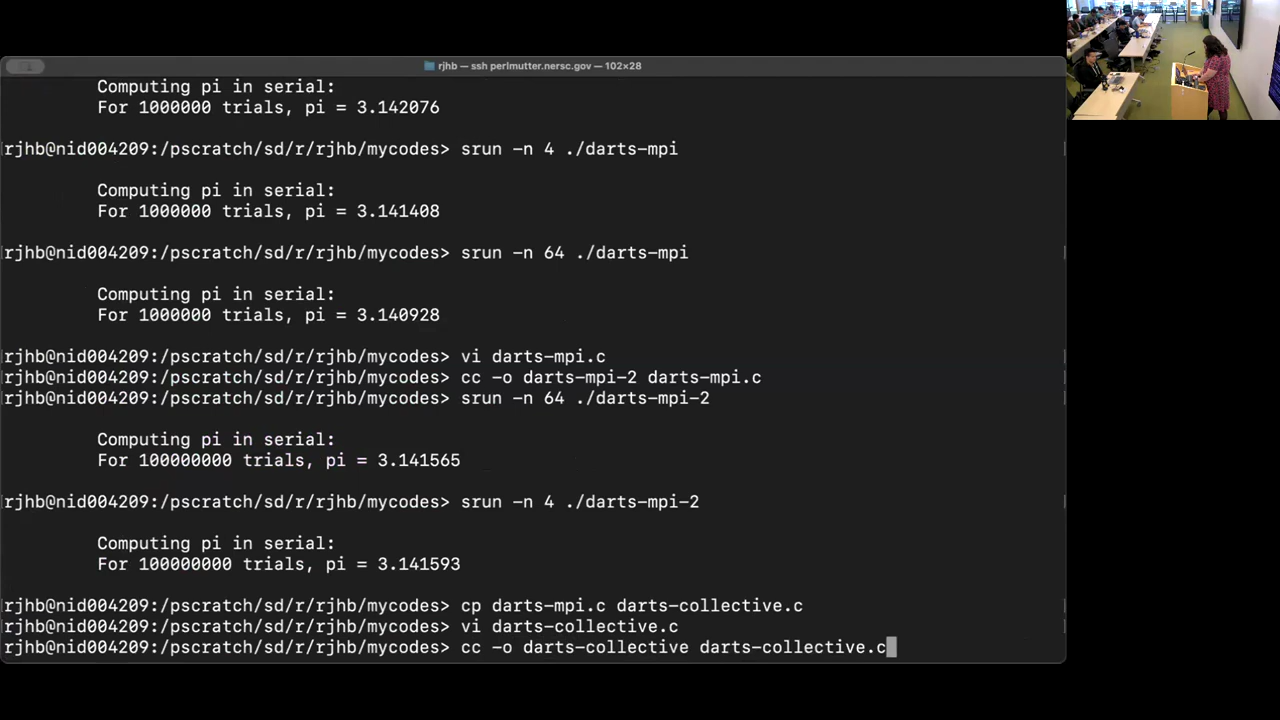 rjhb — ssh perlmutter.nersc.gov — 102×28
Computing pi in serial:
For 1000000 trials, pi = 3.142076
rjhb@nid004209:/pscratch/sd/r/rjhb/mycodes> srun -n 4 ./darts-mpi
Computing pi in serial:
For 1000000 trials, pi = 3.141408
rjhb@nid004209:/pscratch/sd/r/rjhb/mycodes> srun -n 64 ./darts-mpi
Computing pi in serial:
For 1000000 trials, pi = 3.140928
rjhb@nid004209:/pscratch/sd/r/rjhb/mycodes> vi darts-mpi.c
rjhb@nid004209:/pscratch/sd/r/rjhb/mycodes> cc -o darts-mpi-2 darts-mpi.c
rjhb@nid004209:/pscratch/sd/r/rjhb/mycodes> srun -n 64 ./darts-mpi-2
Computing pi in serial:
For 100000000 trials, pi = 3.141565
rjhb@nid004209:/pscratch/sd/r/rjhb/mycodes> srun -n 4 ./darts-mpi-2
Computing pi in serial:
For 100000000 trials, pi = 3.141593
rjhb@nid004209:/pscratch/sd/r/rjhb/mycodes> cp darts-mpi.c darts-collective.c
rjhb@nid004209:/pscratch/sd/r/rjhb/mycodes> vi darts-collective.c
rjhb@nid004209:/pscratch/sd/r/rjhb/mycodes> cc -o darts-collective darts-collective.c